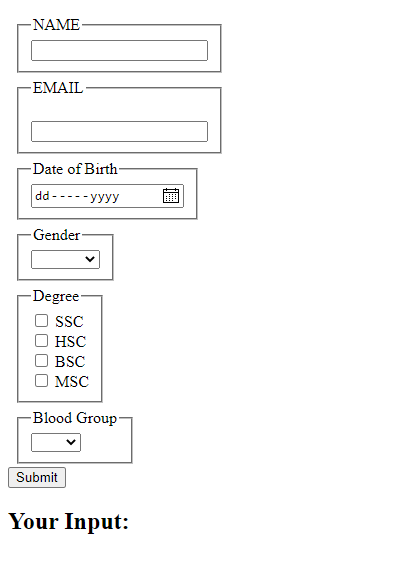 NAME
EMAIL
Date of Birth
dd-----yyyy
Gender
Degree
SSC
HSC
BSC
MSC
Blood Group
Submit
Your Input: